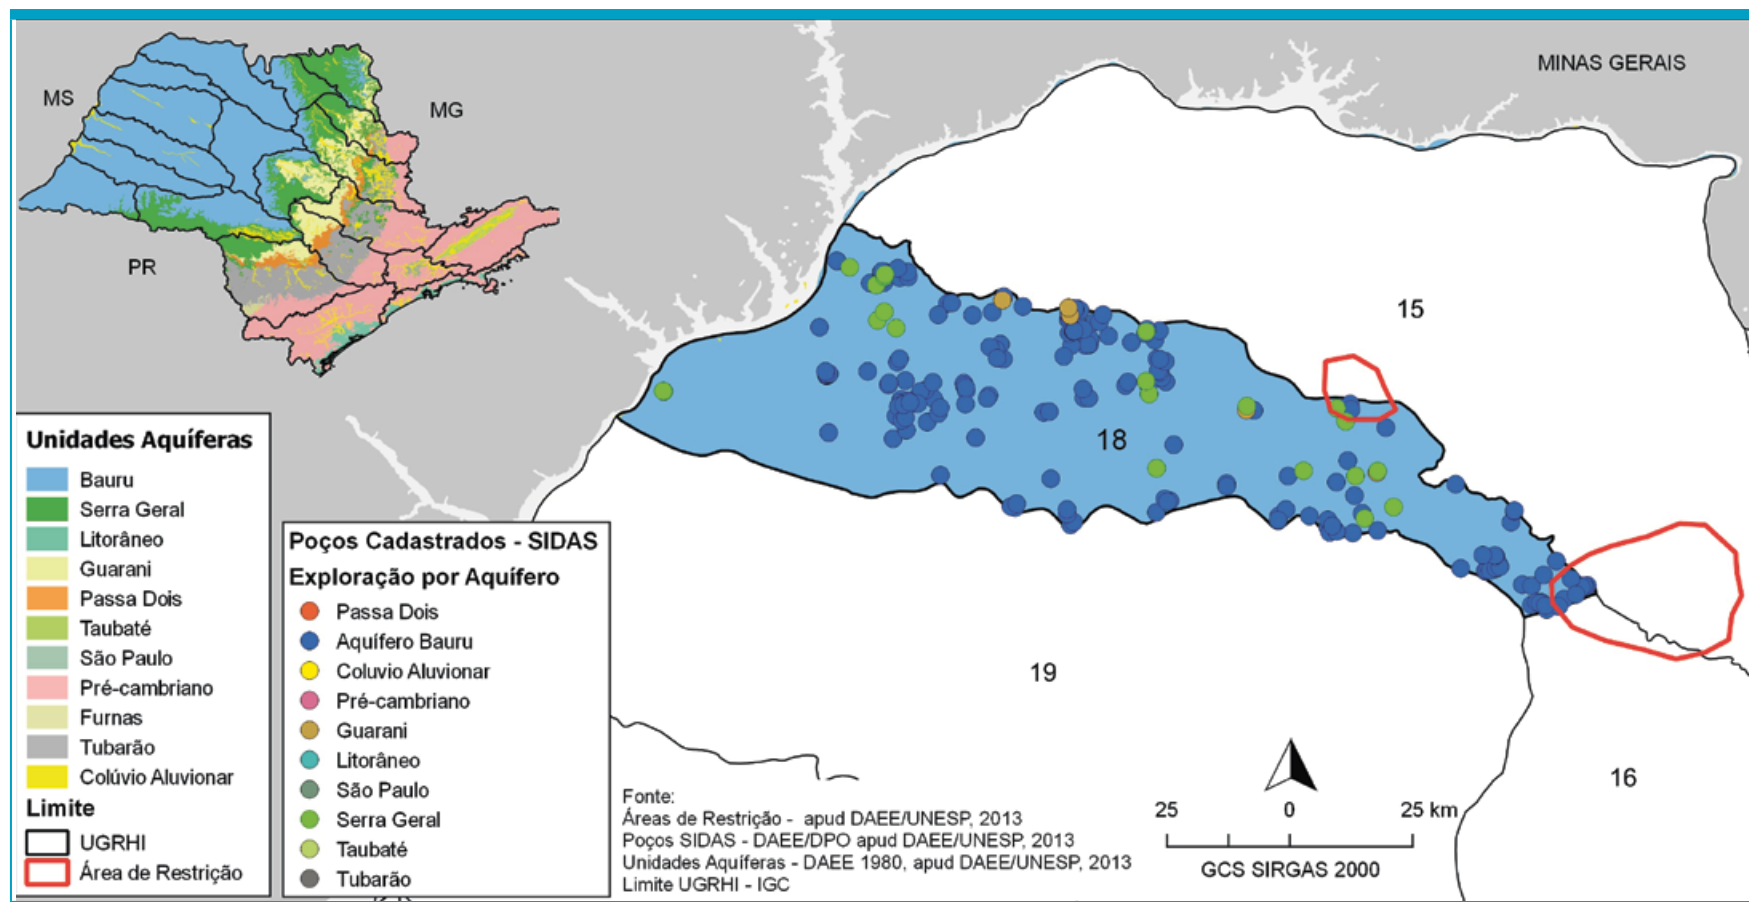 MS
MG
PR
MINAS GERAIS
15
18
19
16
Unidades Aquíferas
Bauru
Serra Geral
Litorâneo
Guarani
Passa Dois
Taubaté
São Paulo
Pré-cambriano
Furnas
Tubarão
Colúvio Aluvionar
Limite
UGRHI
Área de Restrição
Poços Cadastrados - SIDAS
Exploração por Aquífero
Passa Dois
Aquífero Bauru
Coluvio Aluvionar
Pré-cambriano
Guarani
Litorâneo
São Paulo
Serra Geral
Taubaté
Tubarão
Fonte:
Áreas de Restrição - apud DAEE/UNESP, 2013
Poços SIDAS - DAEE/DPO apud DAEE/UNESP, 2013
Unidades Aquíferas - DAEE 1980, apud DAEE/UNESP, 2013
Limite UGRHI - IGC
25 0 25 km
GCS SIRGAS 2000